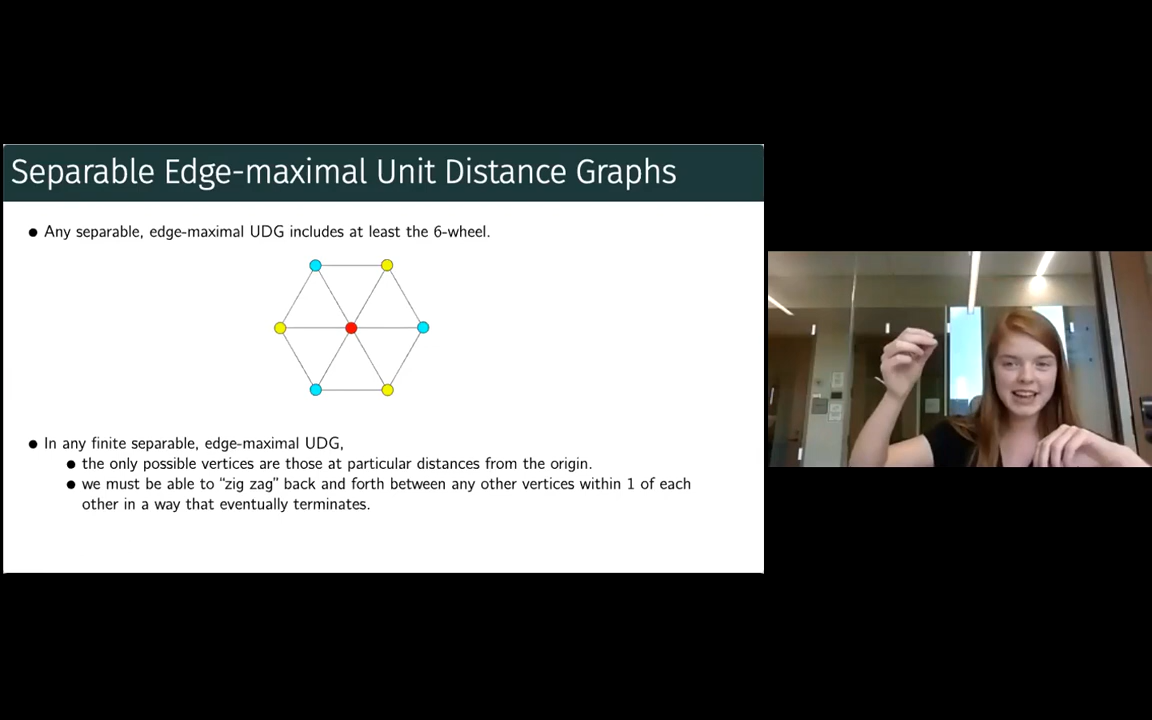 Separable Edge-maximal Unit Distance Graphs
● Any separable, edge-maximal UDG includes at least the 6-wheel.
● In any finite separable, edge-maximal UDG,
● the only possible vertices are those at particular distances from the origin.
● we must be able to “zig zag” back and forth between any other vertices within 1 of each
other in a way that eventually terminates.